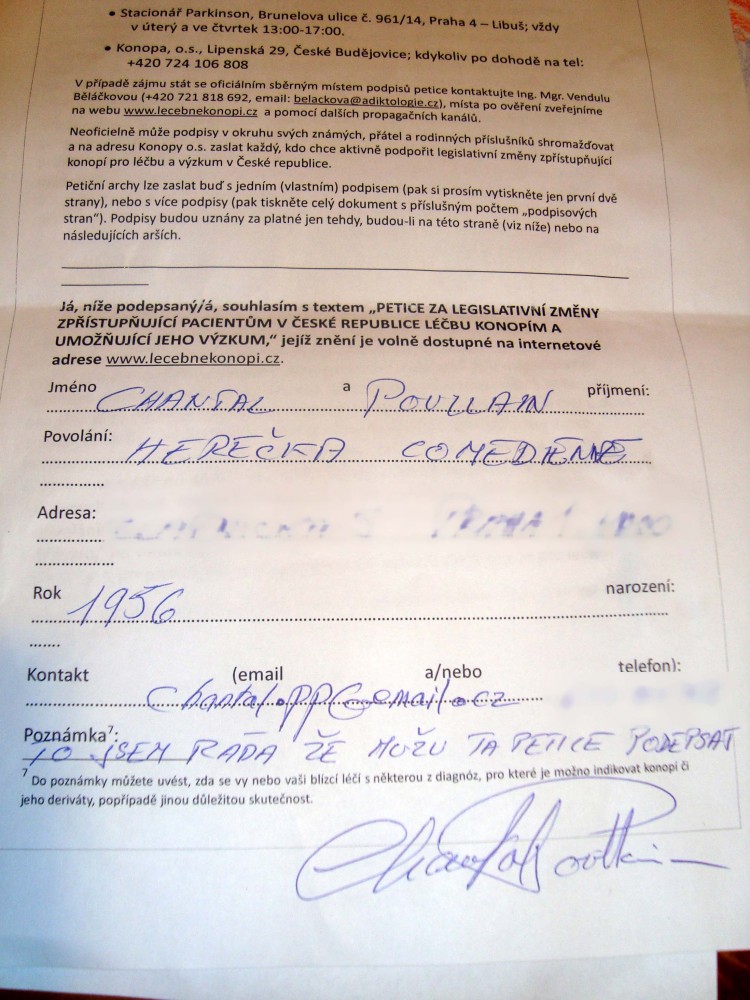 • Stacionář Parkinson, Brunelova ulice č. 961/14, Praha 4 – Libuš; vždy
v úterý a ve čtvrtek 13:00-17:00.
• Konopa, o.s., Lipenská 29, České Budějovice; kdykoliv po dohodě na tel:
+420 724 106 808
V případě zájmu stát se oficiálním sběrným místem podpisů petice kontaktujte Ing. Mgr. Vendulu
Běláčkovou (+420 721 818 692, email: belackova@adiktologie.cz), místa po ověření zveřejníme
na webu www.lecebnekonopi.cz a pomocí dalších propagačních kanálů.
Neoficielně může podpisy v okruhu svých známých, přátel a rodinných příslušníků shromažďovat
a na adresu Konopy o.s. zaslat každý, kdo chce aktivně podpořit legislativní změny zpřístupňující
konopí pro léčbu a výzkum v České republice.
Petiční archy lze zaslat buď s jedním (vlastním) podpisem (pak si prosím vytiskněte jen první dvě
strany), nebo s více podpisy (pak tiskněte celý dokument s příslušným počtem „podpisových
stran“). Podpisy budou uznány za platné jen tehdy, budou-li na této straně (viz níže) nebo na
následujících arších.
Já, níže podepsaný/á, souhlasím s textem „PETICE ZA LEGISLATIVNÍ ZMĚNY
ZPŘÍSTUPŇUJÍCÍ PACIENTŮM V ČESKÉ REPUBLICE LÉČBU KONOPÍM A
UMOŽŇUJÍCÍ JEHO VÝZKUM,“ jejíž znění je volně dostupné na internetové
adrese www.lecebnekonopi.cz.
Jméno a příjmení:
CHANTAL POULLAIN
Povolání:
HEREČKA COMEDIENNE
Adresa:
Rok narození:
1956
Kontakt (email a/nebo telefon):
Poznámka⁷:
JO JSEM RÁDA ŽE MŮŽU TA PETICE PODEPSAT
⁷ Do poznámky můžete uvést, zda se vy nebo vaši blízcí léčí s některou z diagnóz, pro které je možno indikovat konopí či
jeho deriváty, popřípadě jinou důležitou skutečnost.
Chantal Poullain